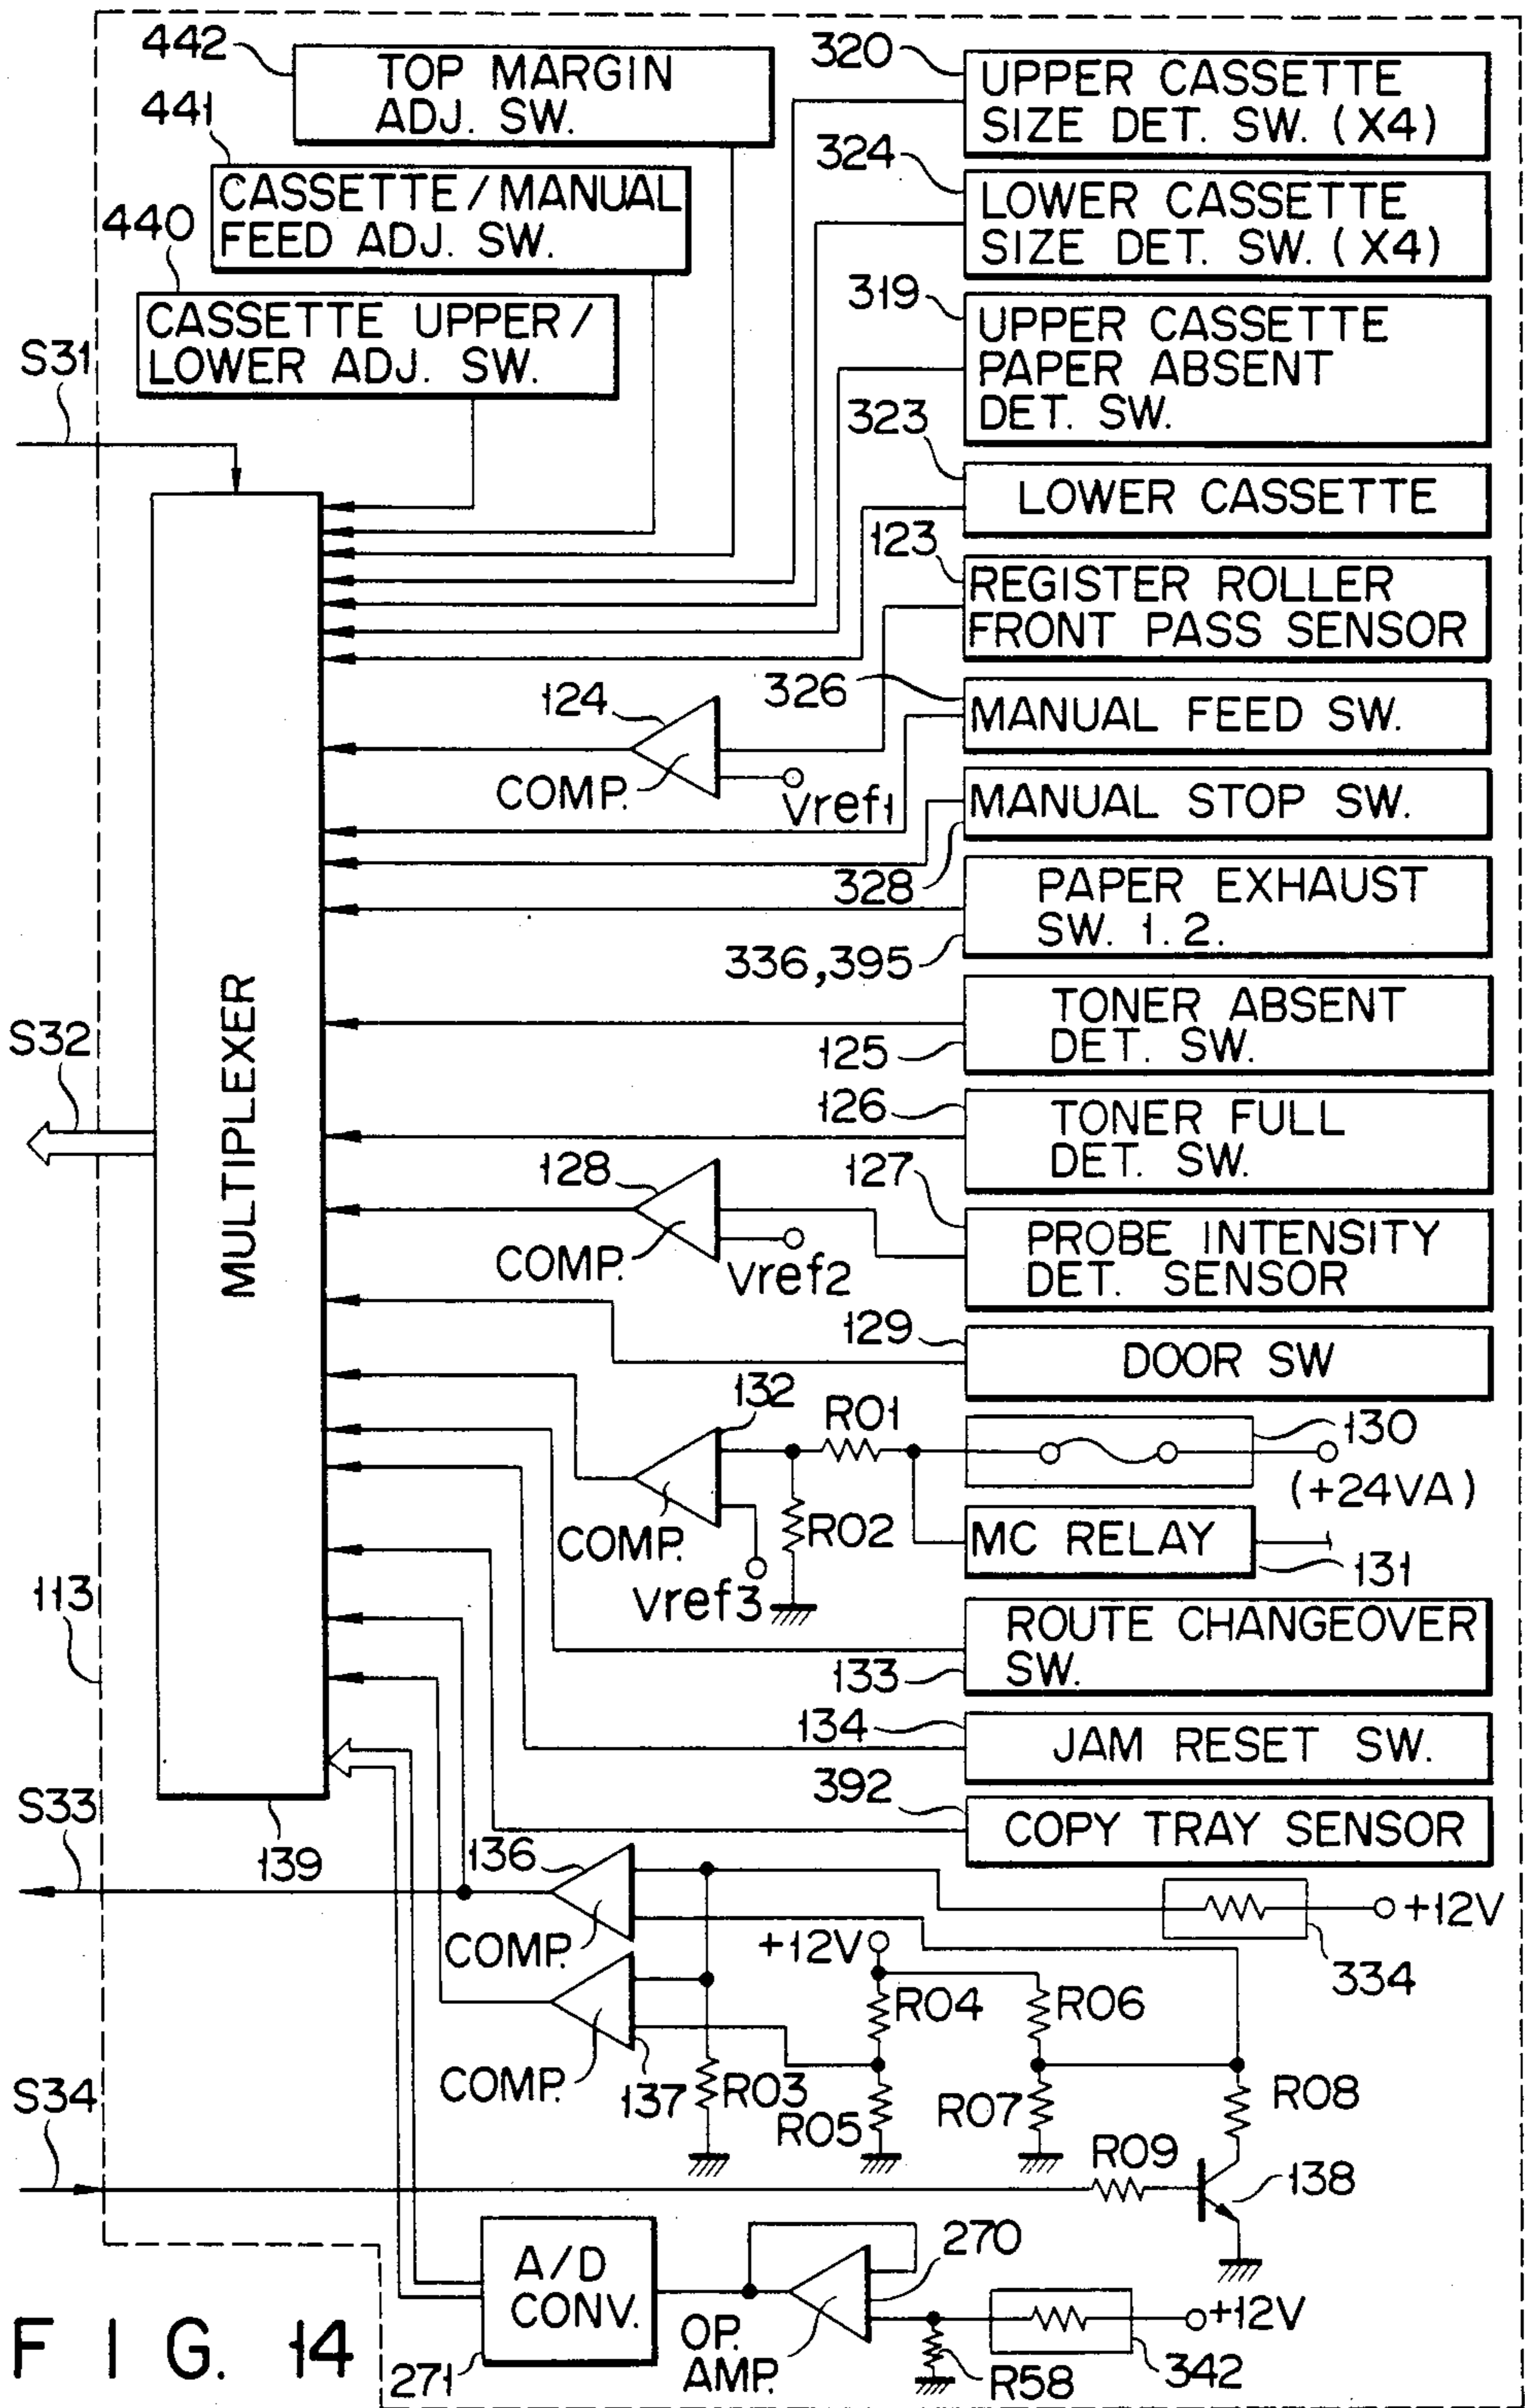 442
TOP MARGIN
ADJ. SW.
441
CASSETTE / MANUAL
FEED ADJ. SW.
440
CASSETTE UPPER /
LOWER ADJ. SW.
S31
320
UPPER CASSETTE
SIZE DET. SW. (X4)
324
LOWER CASSETTE
SIZE DET. SW. (X4)
319
UPPER CASSETTE
PAPER ABSENT
DET. SW.
323
LOWER CASSETTE
123
REGISTER ROLLER
FRONT PASS SENSOR
124
COMP.
Vref1
326
MANUAL FEED SW.
MANUAL STOP SW.
328
PAPER EXHAUST
SW. 1. 2.
336,395
MULTIPLEXER
S32
TONER ABSENT
DET. SW.
125
126
TONER FULL
DET. SW.
128
COMP.
Vref2
127
PROBE INTENSITY
DET. SENSOR
129
DOOR SW
132
COMP.
Vref3
R01
R02
130
(+24VA)
MC RELAY
131
113
ROUTE CHANGEOVER
SW.
133
134
JAM RESET SW.
392
COPY TRAY SENSOR
S33
139
136
COMP.
+12V
334
+12V
COMP.
137
R03
R04
R05
R06
R07
R08
S34
R09
138
A/D
CONV.
271
OP.
AMP.
270
R58
342
+12V
FIG. 14